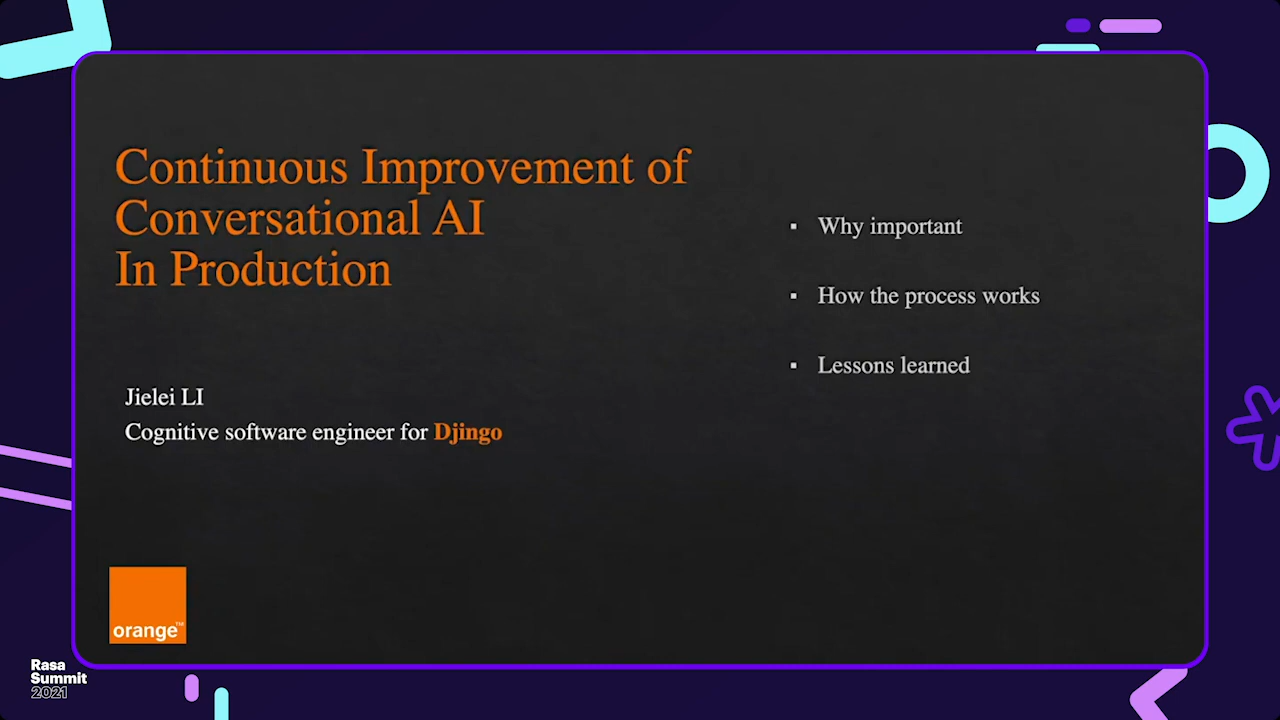 Continuous Improvement of
Conversational AI
In Production
Jielei LI
Cognitive software engineer for Djingo
▪ Why important
▪ How the process works
▪ Lessons learned
orange™
Rasa
Summit
2021